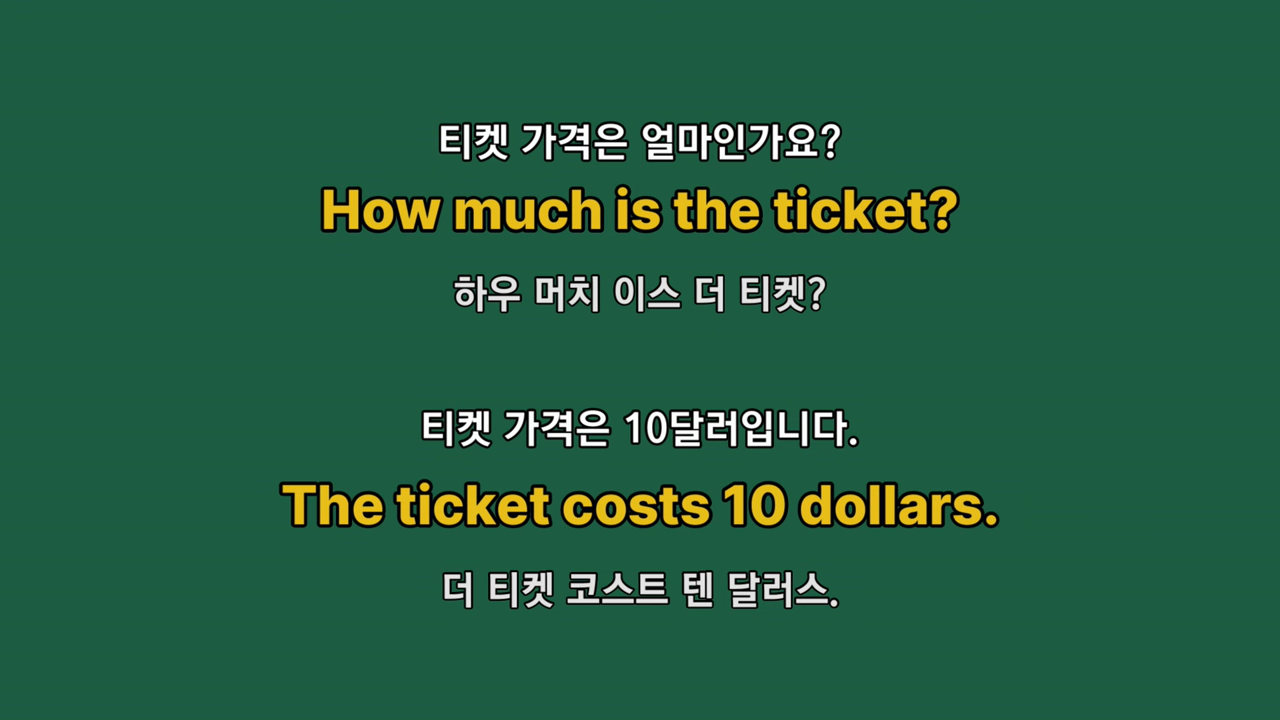 티켓 가격은 얼마인가요?
How much is the ticket?
하우 머치 이스 더 티켓?
티켓 가격은 10달러입니다.
The ticket costs 10 dollars.
더 티켓 코스트 텐 달러스.